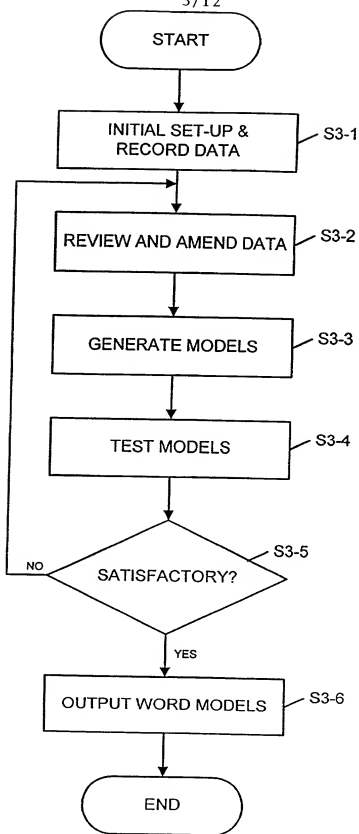 3/12
START
INITIAL SET-UP &
RECORD DATA
S3-1
REVIEW AND AMEND DATA
S3-2
GENERATE MODELS
S3-3
TEST MODELS
S3-4
S3-5
SATISFACTORY?
NO
YES
OUTPUT WORD MODELS
S3-6
END